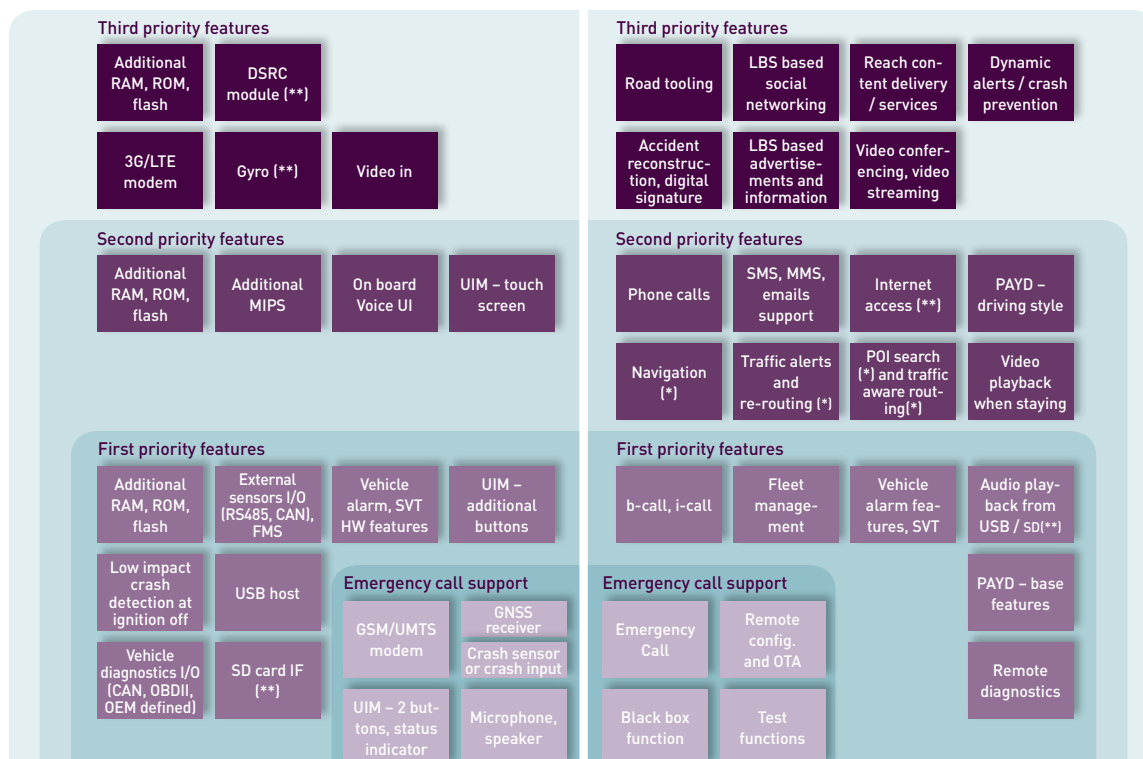 Third priority features
Additional
RAM, ROM,
flash
DSRC
module (**)
3G/LTE
modem
Gyro (**)
Video in
Second priority features
Additional
RAM, ROM,
flash
Additional
MIPS
On board
Voice UI
UIM – touch
screen
First priority features
Additional
RAM, ROM,
flash
External
sensors I/O
(RS485, CAN),
FMS
Vehicle
alarm, SVT
HW features
UIM –
additional
buttons
Low impact
crash
detection at
ignition off
USB host
Vehicle
diagnostics I/O
(CAN, OBDII,
OEM defined)
SD card IF
(**)
Emergency call support
GSM/UMTS
modem
GNSS
receiver
Crash sensor
or crash input
UIM – 2 but-
tons, status
indicator
Microphone,
speaker
Third priority features
Road tooling
LBS based
social
networking
Reach con-
tent delivery
/ services
Dynamic
alerts / crash
prevention
Accident
reconstruc-
tion, digital
signature
LBS based
advertise-
ments and
information
Video confer-
encing, video
streaming
Second priority features
Phone calls
SMS, MMS,
emails
support
Internet
access (**)
PAYD –
driving style
Navigation
(*)
Traffic alerts
and
re-routing (*)
POI search
(*) and traffic
aware rout-
ing(*)
Video
playback
when staying
First priority features
b-call, i-call
Fleet
manage-
ment
Vehicle
alarm fea-
tures, SVT
Audio play-
back from
USB / SD(**)
PAYD – base
features
Remote
diagnostics
Emergency call support
Emergency
Call
Remote
config.
and OTA
Black box
function
Test
functions